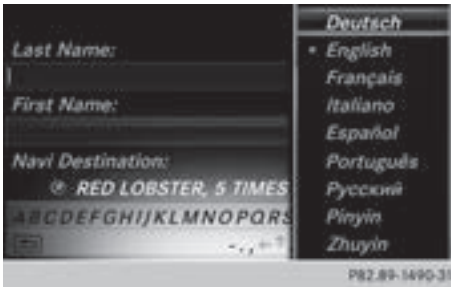 Last Name:
First Name:
Navi Destination:
RED LOBSTER, 5 TIMES
ABCDEFGHIJKLMNOPQRS
-.,←↑
Deutsch
English
Français
Italiano
Español
Português
Русский
Pinyin
Zhuyin
P82.89-1490-31